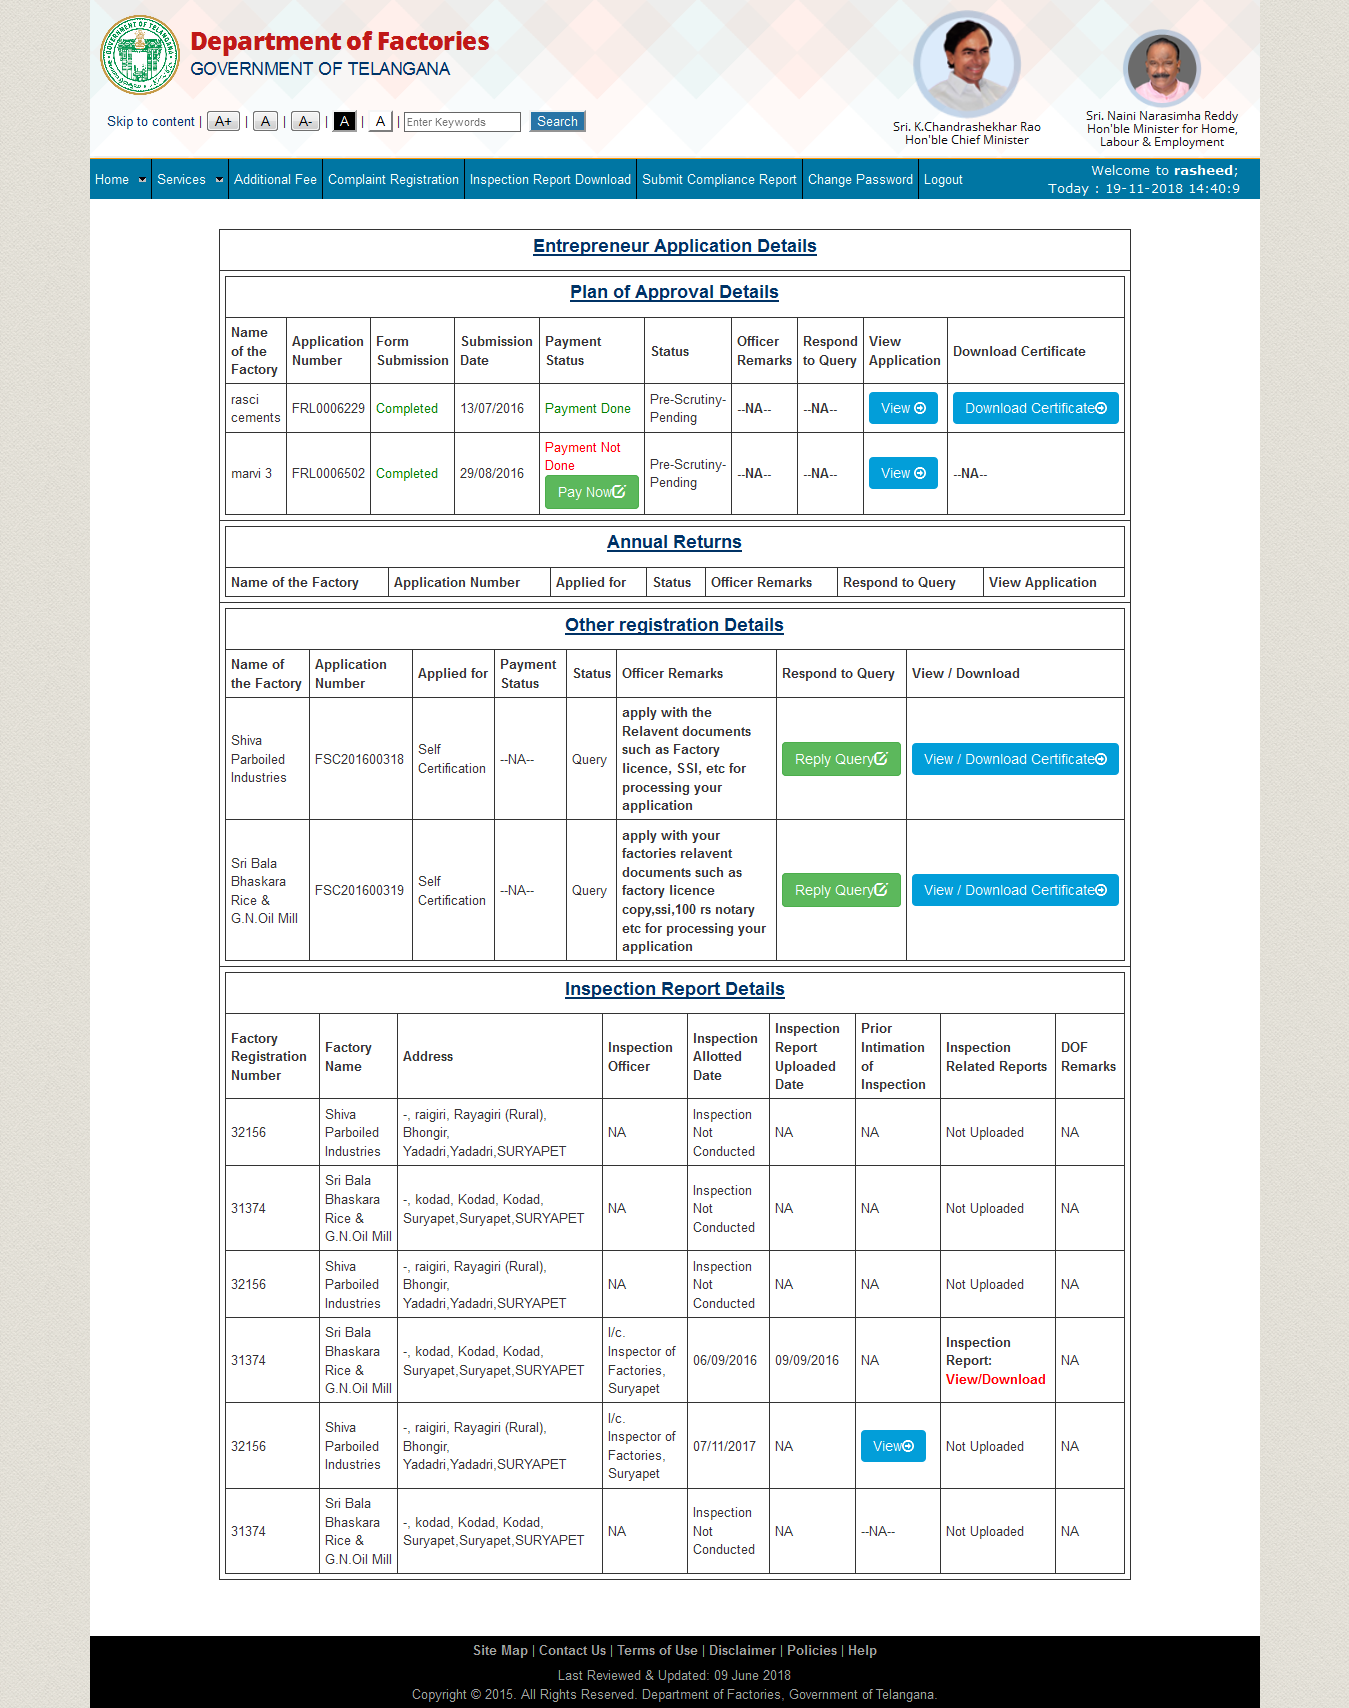 Department of Factories
GOVERNMENT OF TELANGANA
Skip to content | A+ | A | A- | A | A | Enter Keywords Search
Sri. K.Chandrashekhar Rao
Hon'ble Chief Minister
Sri. Naini Narasimha Reddy
Hon'ble Minister for Home,
Labour & Employment
Home Services Additional Fee Complaint Registration Inspection Report Download Submit Compliance Report Change Password Logout
Welcome to rasheed;
Today : 19-11-2018 14:40:9
Entrepreneur Application Details
Plan of Approval Details
Name of the Factory Application Number Form Submission Submission Date Payment Status Status Officer Remarks Respond to Query View Application Download Certificate
rasci cements FRL0006229 Completed 13/07/2016 Payment Done Pre-Scrutiny-Pending --NA-- --NA-- View Download Certificate
marvi 3 FRL0006502 Completed 29/08/2016 Payment Not Done Pay Now Pre-Scrutiny-Pending --NA-- --NA-- View --NA--
Annual Returns
Name of the Factory Application Number Applied for Status Officer Remarks Respond to Query View Application
Other registration Details
Name of the Factory Application Number Applied for Payment Status Status Officer Remarks Respond to Query View / Download
Shiva Parboiled Industries FSC201600318 Self Certification --NA-- Query apply with the Relavent documents such as Factory licence, SSI, etc for processing your application Reply Query View / Download Certificate
Sri Bala Bhaskara Rice & G.N.Oil Mill FSC201600319 Self Certification --NA-- Query apply with your factories relavent documents such as factory licence copy,ssi,100 rs notary etc for processing your application Reply Query View / Download Certificate
Inspection Report Details
Factory Registration Number Factory Name Address Inspection Officer Inspection Allotted Date Inspection Report Uploaded Date Prior Intimation of Inspection Inspection Related Reports DOF Remarks
32156 Shiva Parboiled Industries -, raigiri, Rayagiri (Rural), Bhongir, Yadadri,Yadadri,SURYAPET NA Inspection Not Conducted NA NA Not Uploaded NA
31374 Sri Bala Bhaskara Rice & G.N.Oil Mill -, kodad, Kodad, Kodad, Suryapet,Suryapet,SURYAPET NA Inspection Not Conducted NA NA Not Uploaded NA
32156 Shiva Parboiled Industries -, raigiri, Rayagiri (Rural), Bhongir, Yadadri,Yadadri,SURYAPET NA Inspection Not Conducted NA NA Not Uploaded NA
31374 Sri Bala Bhaskara Rice & G.N.Oil Mill -, kodad, Kodad, Kodad, Suryapet,Suryapet,SURYAPET I/c. Inspector of Factories, Suryapet 06/09/2016 09/09/2016 NA Inspection Report: View/Download NA
32156 Shiva Parboiled Industries -, raigiri, Rayagiri (Rural), Bhongir, Yadadri,Yadadri,SURYAPET I/c. Inspector of Factories, Suryapet 07/11/2017 NA View Not Uploaded NA
31374 Sri Bala Bhaskara Rice & G.N.Oil Mill -, kodad, Kodad, Kodad, Suryapet,Suryapet,SURYAPET NA Inspection Not Conducted NA --NA-- Not Uploaded NA
Site Map | Contact Us | Terms of Use | Disclaimer | Policies | Help
Last Reviewed & Updated: 09 June 2018
Copyright © 2015. All Rights Reserved. Department of Factories, Government of Telangana.